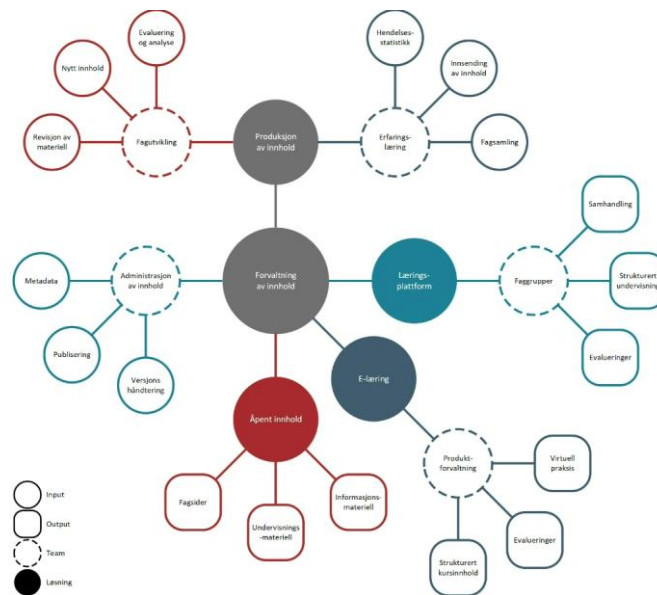 Evaluering
og analyse
Nytt innhold
Revisjon av
materiell
Fagutvikling
Produksjon
av innhold
Hendelses-
statistikk
Innsending
av innhold
Erfarings-
læring
Fagsamling
Metadata
Administrasjon
av innhold
Publisering
Versjons
håndtering
Forvaltning
av innhold
Lærings-
plattform
Faggrupper
Samhandling
Strukturert
undervisning
Evalueringer
E-læring
Åpent innhold
Fagsider
Undervisnings
-materiell
Informasjons-
materiell
Produkt-
forvaltning
Virtuell
praksis
Evalueringer
Strukturert
kursinnhold
Input
Output
Team
Løsning